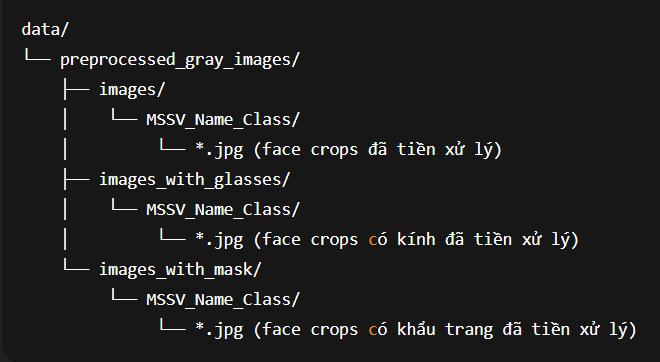 data/
└── preprocessed_gray_images/
    ├── images/
    │   └── MSSV_Name_Class/
    │       └── *.jpg (face crops đã tiền xử lý)
    ├── images_with_glasses/
    │   └── MSSV_Name_Class/
    │       └── *.jpg (face crops có kính đã tiền xử lý)
    └── images_with_mask/
        └── MSSV_Name_Class/
            └── *.jpg (face crops có khẩu trang đã tiền xử lý)